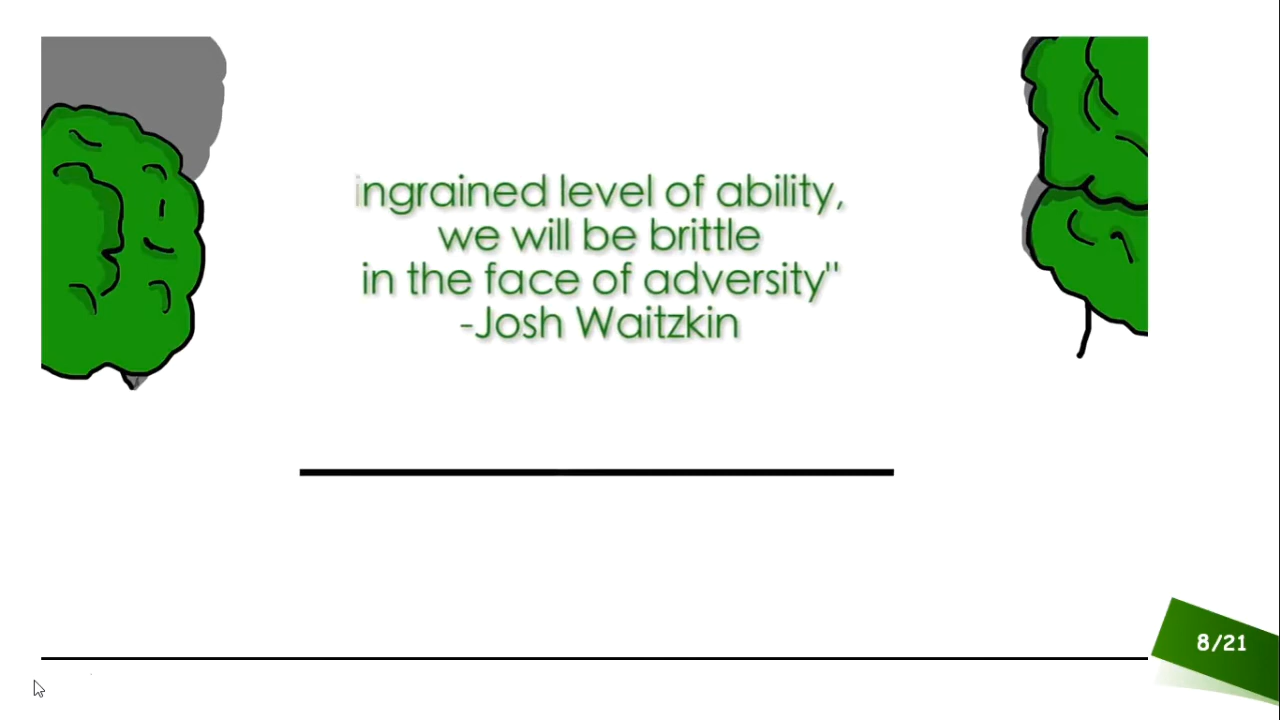 ingrained level of ability,
we will be brittle
in the face of adversity"
-Josh Waitzkin
8/21